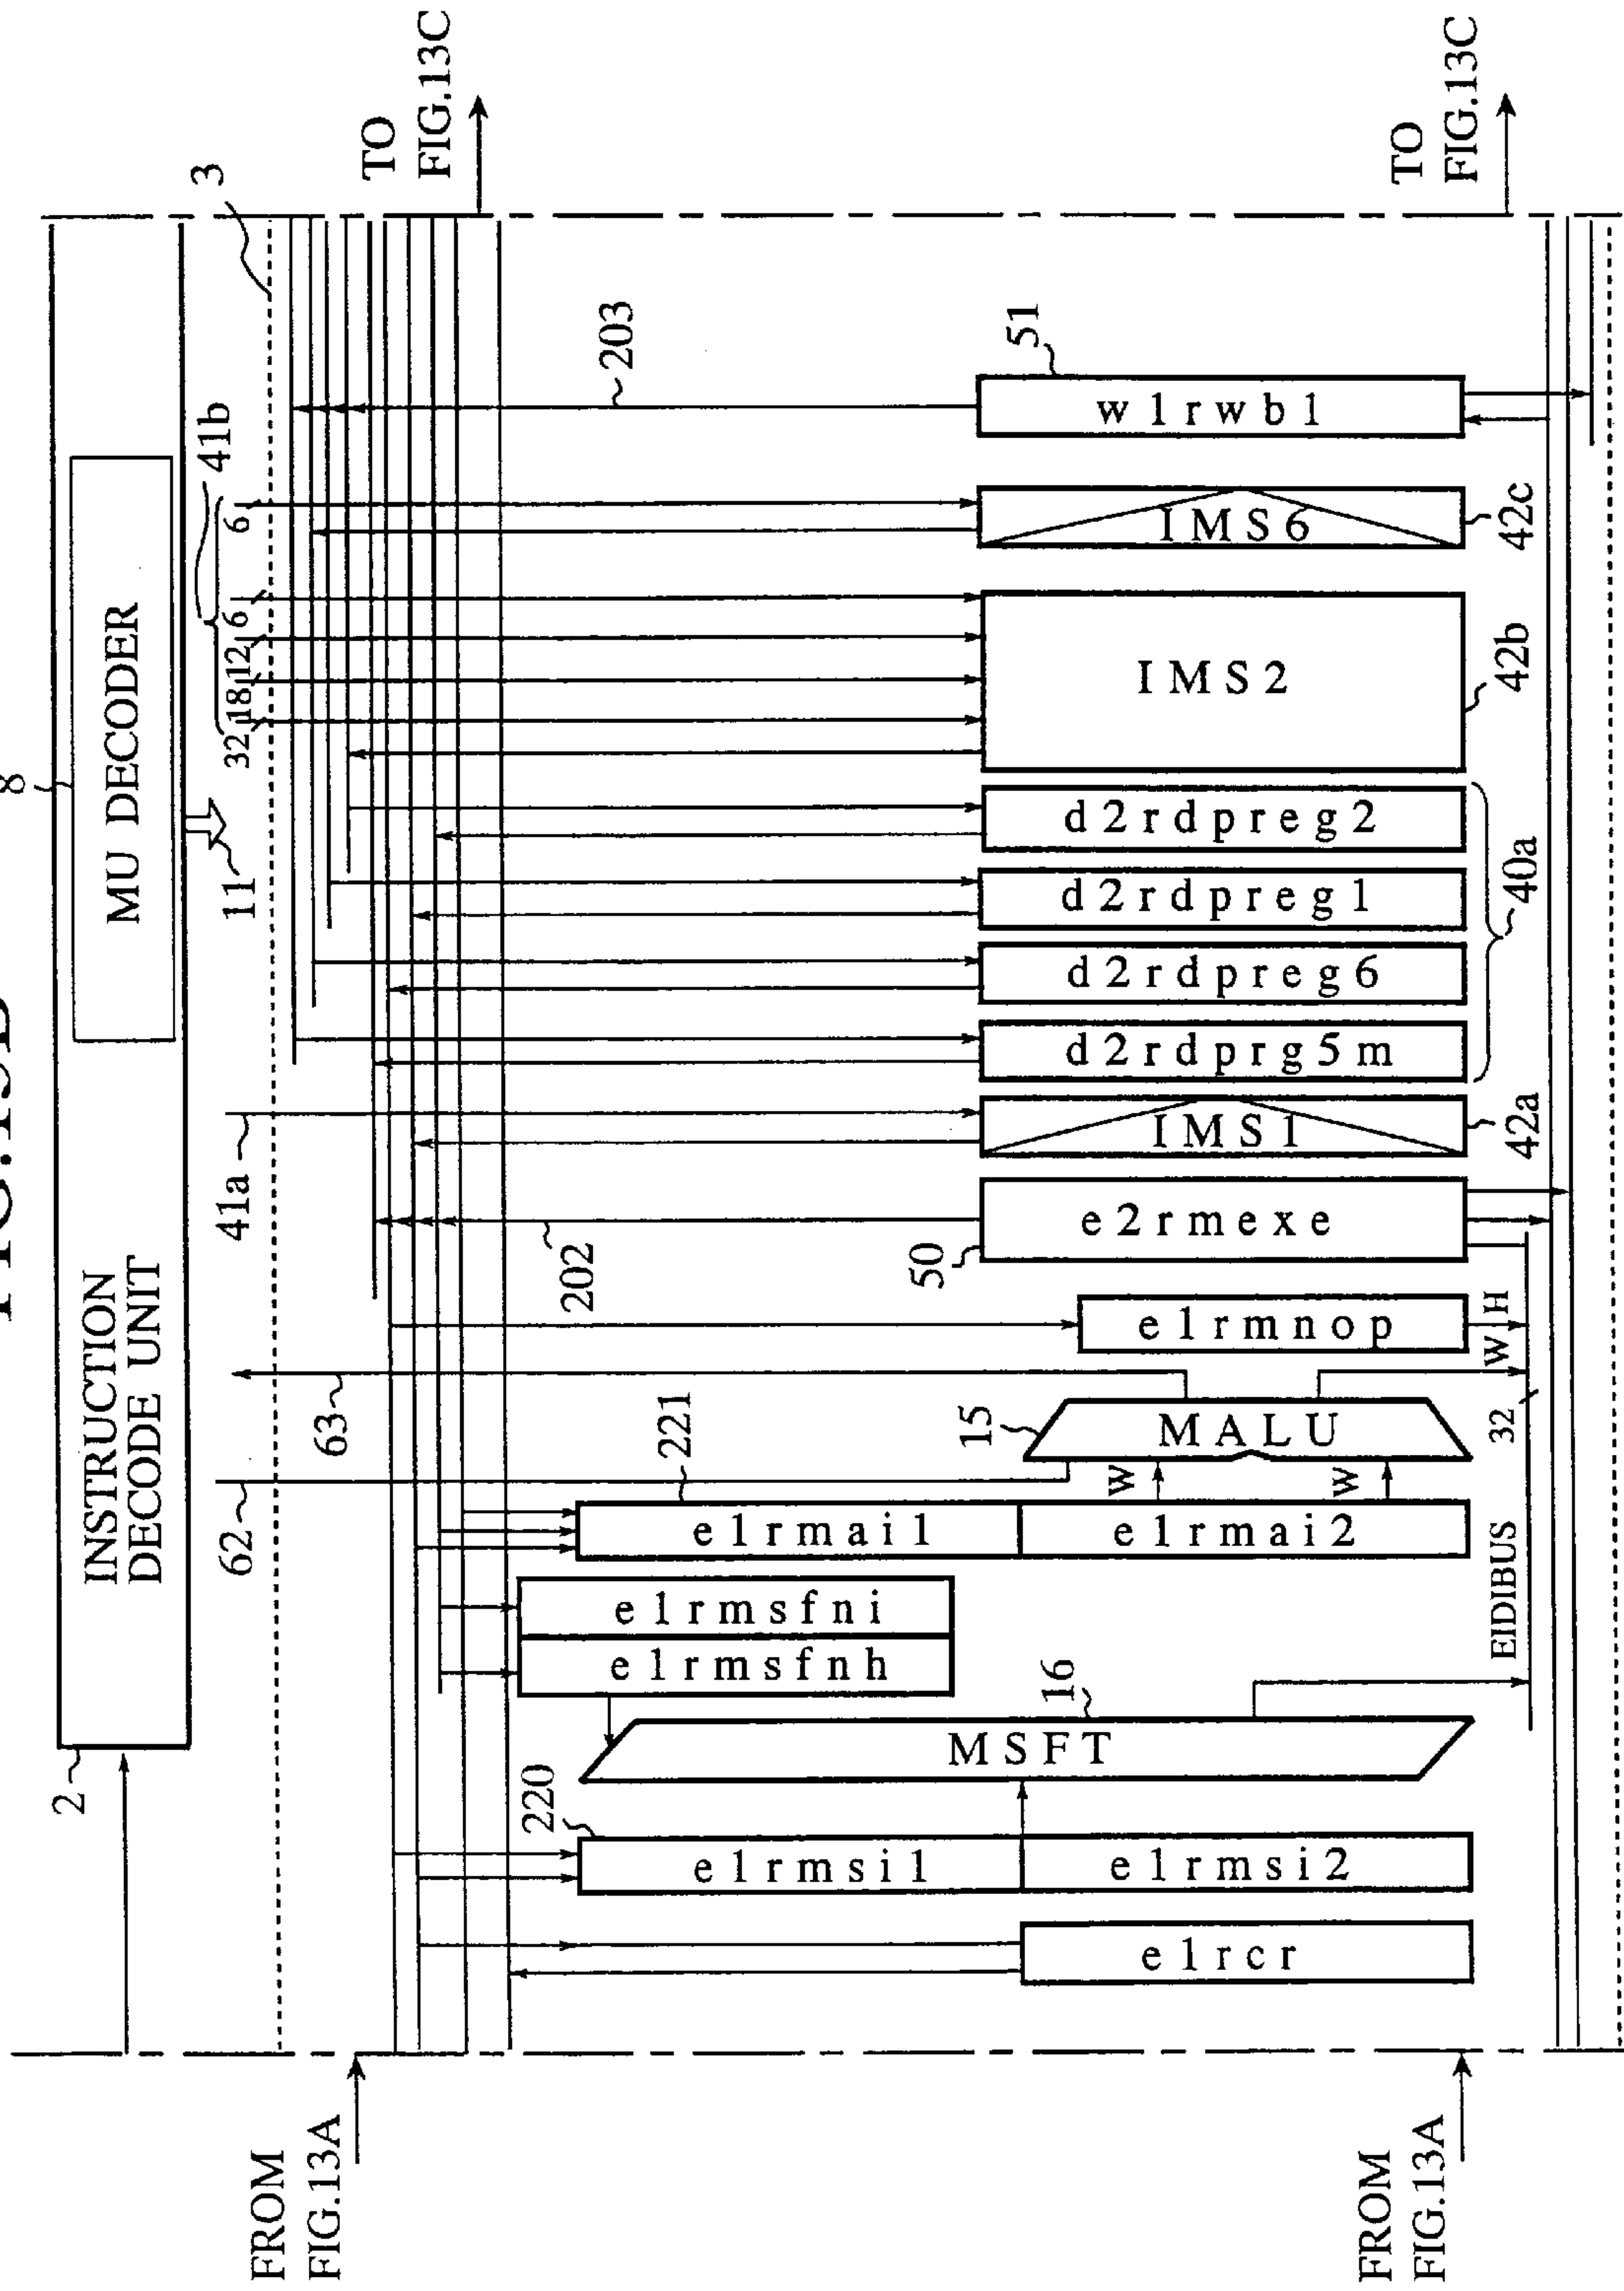 8
2
INSTRUCTION
DECODE UNIT
MU DECODER
11
3
41b
41a
62
63
32
18
12
6
6
FROM
FIG.13A
TO
FIG.13C
202
203
220
221
e1rcr
e1rmsi1
e1rmsi2
MSFT
16
e1rmsfnh
e1rmsfni
e1rmai1
e1rmai2
W
W
MALU
15
e1rmnop
W
H
32
EIDIBUS
e2rmexe
50
IMS1
42a
d2rdprg5m
d2rdpreg6
d2rdpreg1
d2rdpreg2
40a
IMS2
42b
IMS6
42c
w1rwb1
51
FROM
FIG.13A
TO
FIG.13C